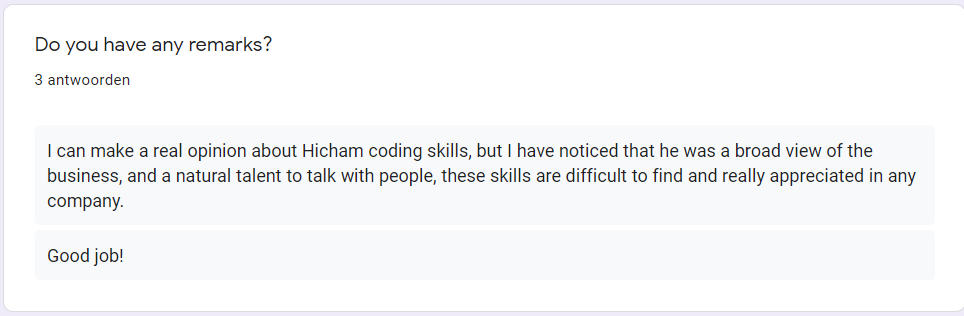 Do you have any remarks?
3 antwoorden
I can make a real opinion about Hicham coding skills, but I have noticed that he was a broad view of the
business, and a natural talent to talk with people, these skills are difficult to find and really appreciated in any
company.
Good job!